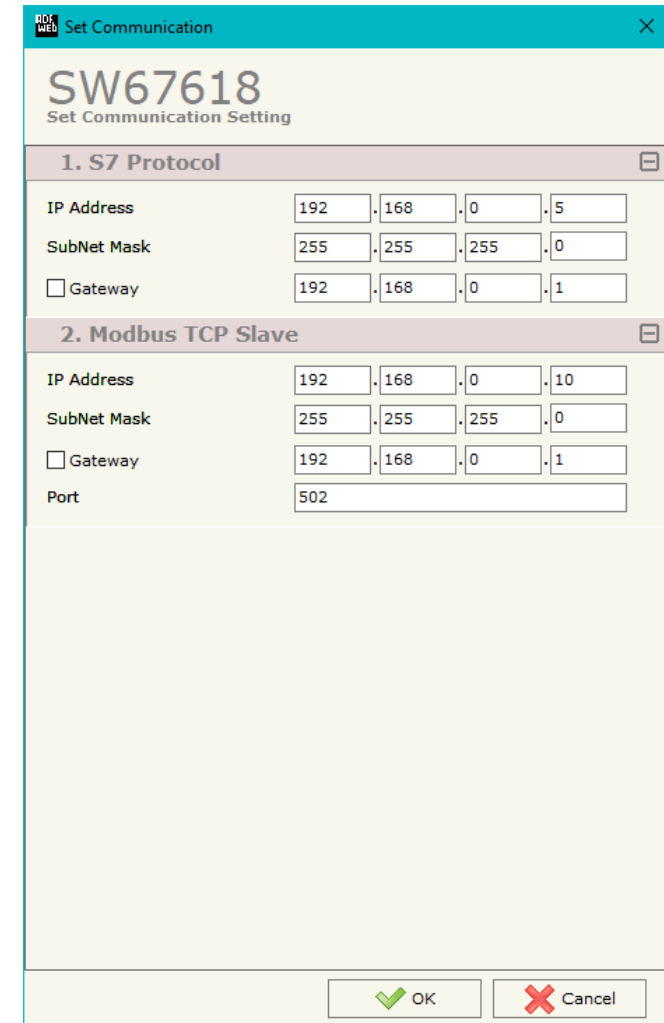 ADF WEB Set Communication
SW67618
Set Communication Setting
1. S7 Protocol
IP Address 192 . 168 . 0 . 5
SubNet Mask 255 . 255 . 255 . 0
Gateway 192 . 168 . 0 . 1
2. Modbus TCP Slave
IP Address 192 . 168 . 0 . 10
SubNet Mask 255 . 255 . 255 . 0
Gateway 192 . 168 . 0 . 1
Port 502
OK Cancel